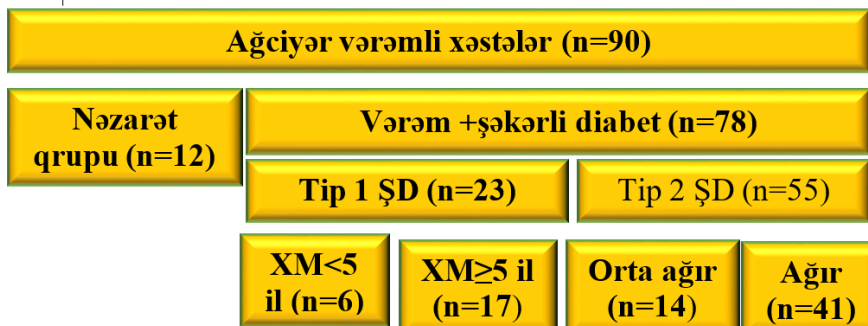 Ağciyər vərəmli xəstələr (n=90)
Nəzarət
qrupu (n=12)
Vərəm +şəkərli diabet (n=78)
Tip 1 ŞD (n=23)
Tip 2 ŞD (n=55)
XM<5
il (n=6)
XM≥5 il
(n=17)
Orta ağır
(n=14)
Ağır
(n=41)